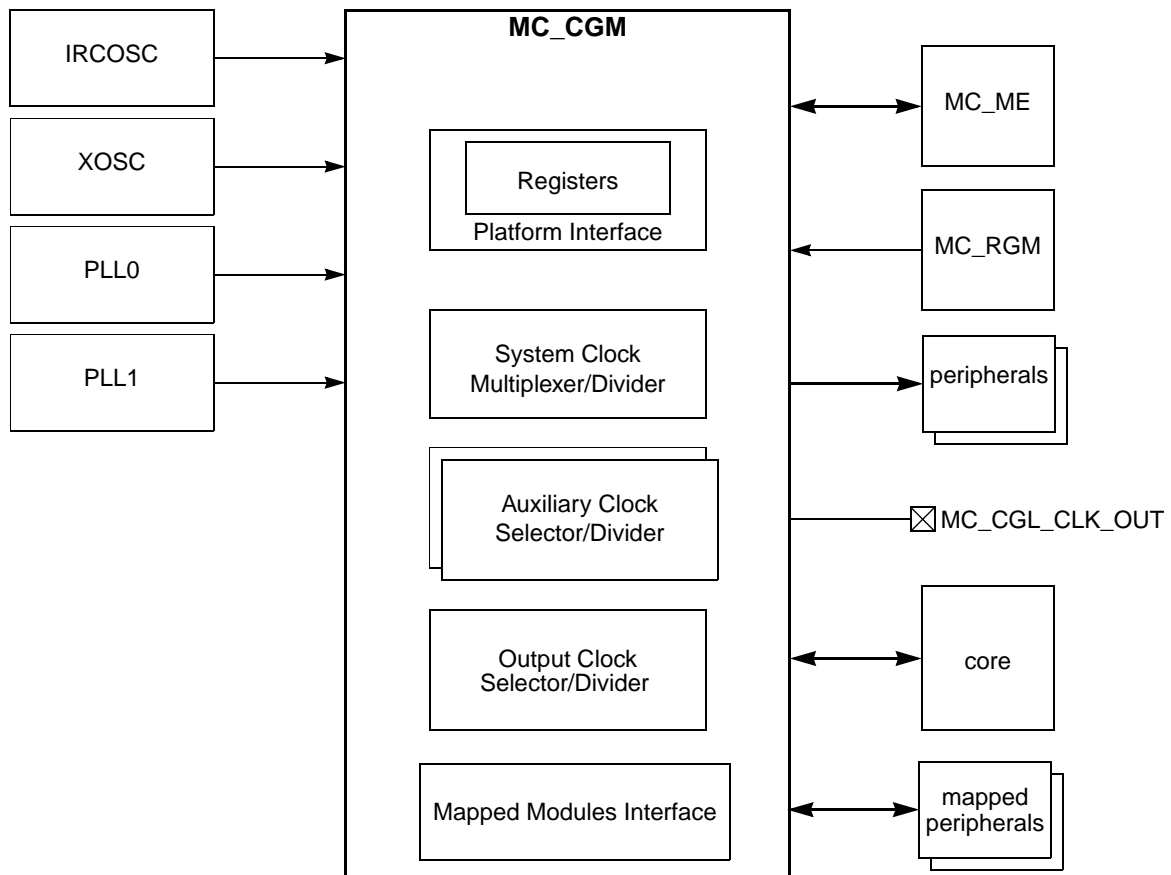 MC_CGM
IRCOSC
XOSC
PLL0
PLL1
Registers
Platform Interface
System Clock
Multiplexer/Divider
Auxiliary Clock
Selector/Divider
Output Clock
Selector/Divider
Mapped Modules Interface
MC_ME
MC_RGM
peripherals
MC_CGL_CLK_OUT
core
mapped
peripherals